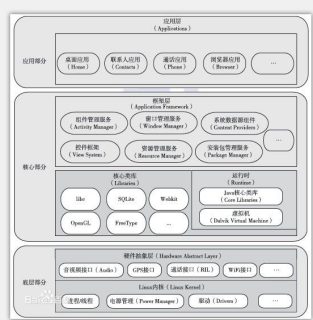 应用层
( Applications )
应用部分
桌面应用
( Home )
联系人应用
( Contacts )
通话应用
( Phone )
浏览器应用
( Browser )
...
框架层
( Application Framework )
核心部分
组件管理服务
( Activity Manager )
窗口管理服务
( Window Manager )
系统数据源组件
( Content Providers )
...
控件框架
( View System )
资源管理服务
( Resource Manager )
安装包管理服务
( Package Manager )
核心类库
( Libraries )
运行时
( Runtime )
libc
SQLite
Webkit
Java核心类库
( Core Libraries )
OpenGL
FreeType
...
虚拟机
( Dalvik Virtual Machine )
硬件抽象层 ( Hardware Abstract Layer )
底层部分
音视频接口 ( Audio )
GPS接口
通话接口 ( RIL )
WiFi接口
...
Linux内核 ( Linux Kernel )
进程/线程
电源管理 ( Power Manager )
驱动 ( Drivers )
...